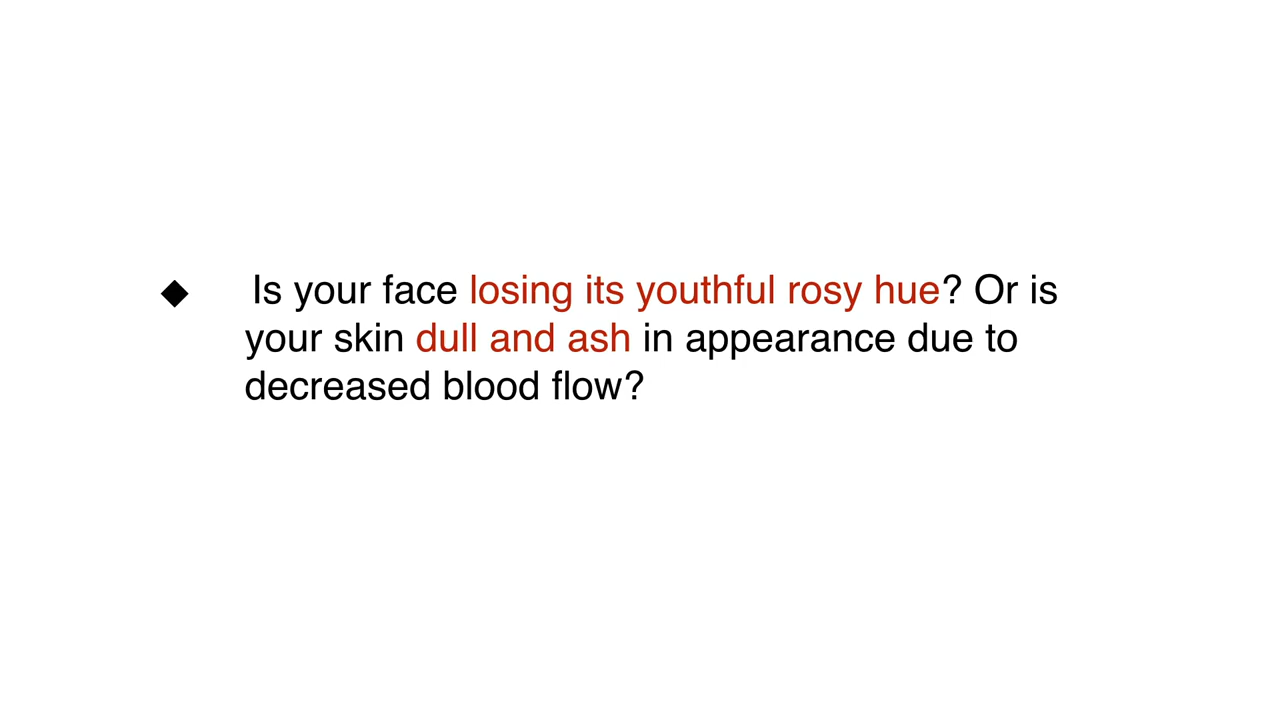 ◆ Is your face losing its youthful rosy hue? Or is
your skin dull and ash in appearance due to
decreased blood flow?